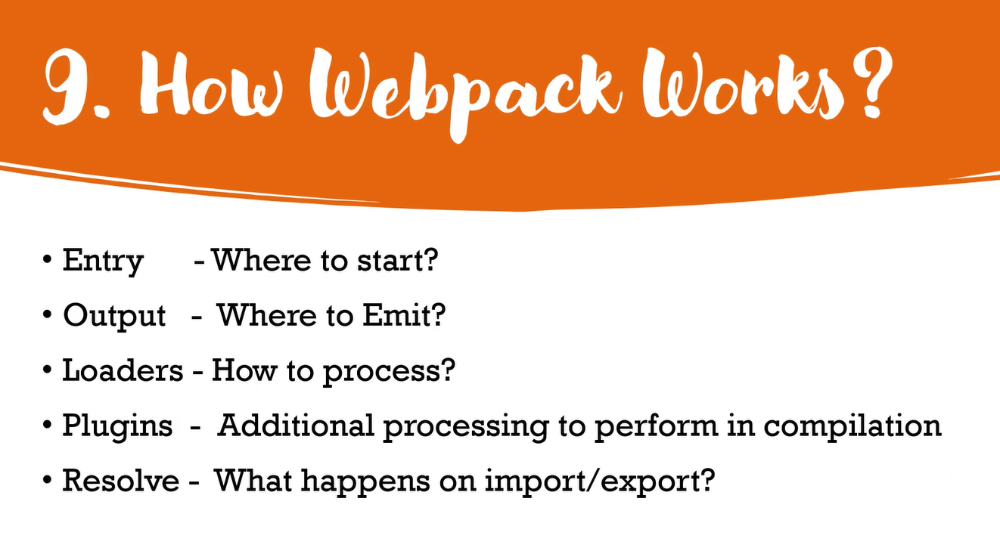 9. How Webpack Works?
• Entry - Where to start?
• Output - Where to Emit?
• Loaders - How to process?
• Plugins - Additional processing to perform in compilation
• Resolve - What happens on import/export?